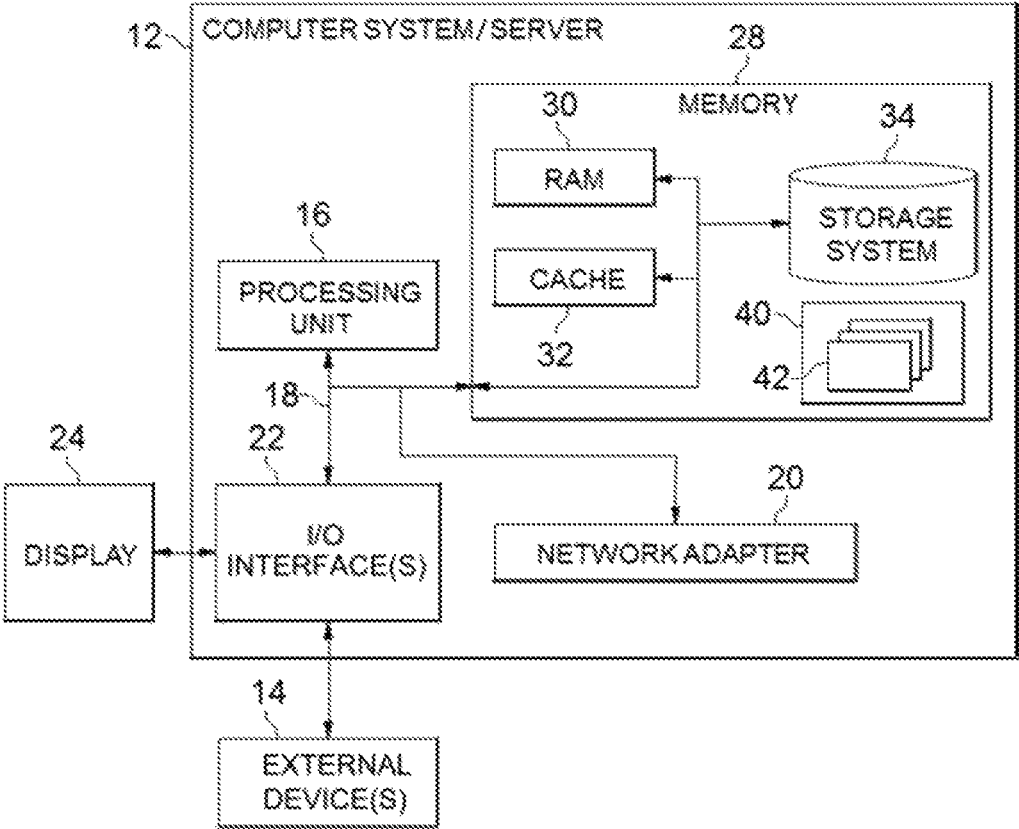 12
COMPUTER SYSTEM/SERVER
28
MEMORY
30
RAM
34
STORAGE
SYSTEM
16
PROCESSING
UNIT
CACHE
32
40
42
18
24
DISPLAY
22
I/O
INTERFACE(S)
20
NETWORK ADAPTER
14
EXTERNAL
DEVICE(S)